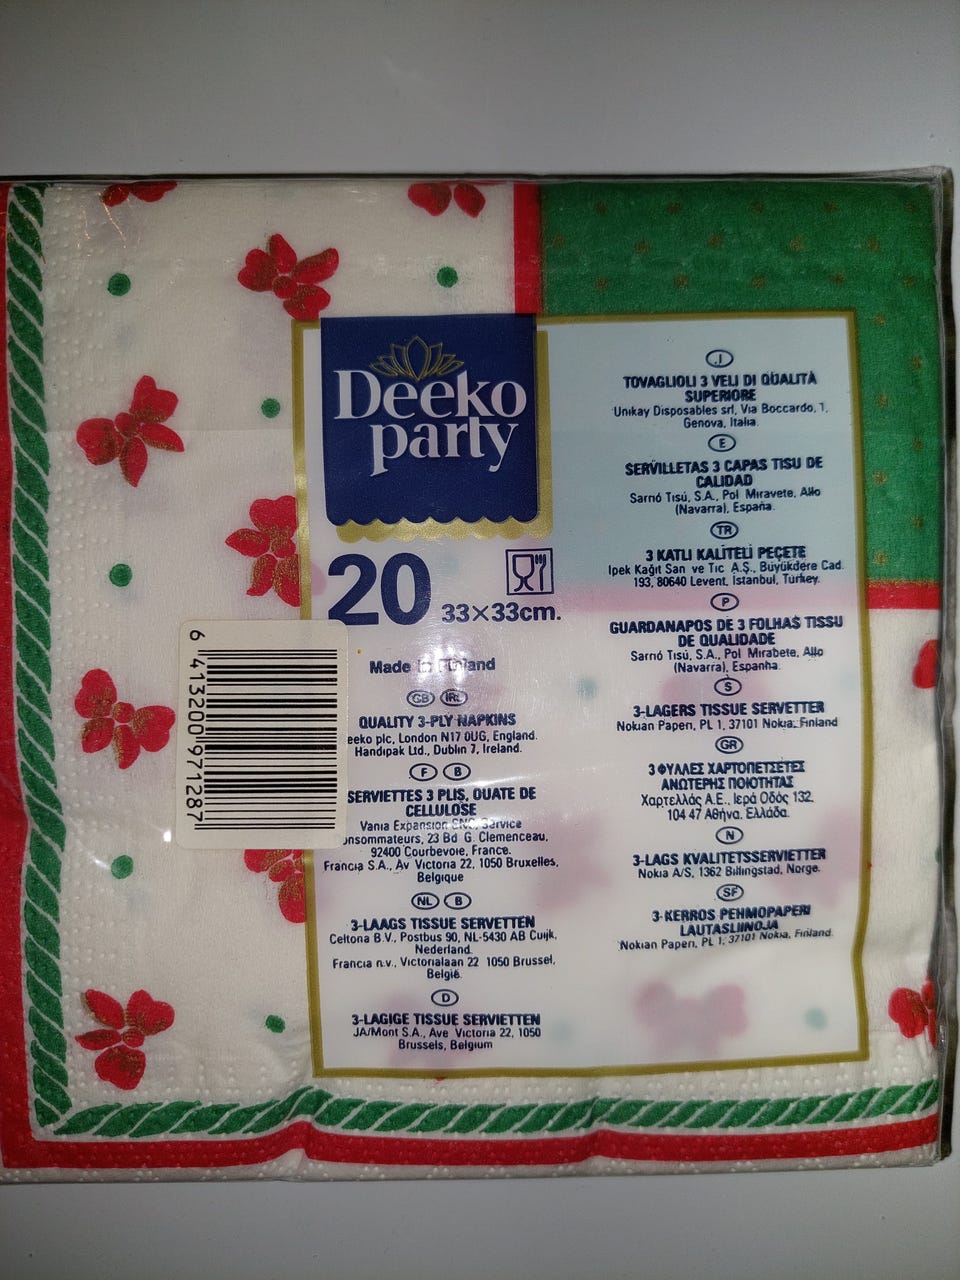 Deeko
party
20
33×33cm.
Made in Finland
GB IRL
QUALITY 3-PLY NAPKINS
eeko plc, London N17 0UG, England.
Handipak Ltd., Dublin 7, Ireland.
F B
SERVIETTES 3 PLIS, OUATE DE
CELLULOSE
Vania Expansion SNC, Service
onsommateurs, 23 Bd G. Clemenceau,
92400 Courbevoie, France.
Francia S.A., Av Victoria 22, 1050 Bruxelles,
Belgique
NL B
3-LAAGS TISSUE SERVETTEN
Celtona B.V., Postbus 90, NL-5430 AB Cuijk,
Nederland.
Francia n.v., Victorialaan 22 1050 Brussel,
België.
D
3-LAGIGE TISSUE SERVIETTEN
JA/Mont S.A., Ave Victoria 22, 1050
Brussels, Belgium
6 413200 971287
I
TOVAGLIOLI 3 VELI DI QUALITÀ
SUPERIORE
Unikay Disposables srl, Via Boccardo, 1,
Genova, Italia.
E
SERVILLETAS 3 CAPAS TISU DE
CALIDAD
Sarrió Tisú, S.A., Pol Miravete, Allo
(Navarra), España.
TR
3 KATLI KALİTELİ PEÇETE
Ipek Kağıt San ve Tic A.Ş., Büyükdere Cad.
193, 80640 Levent, Istanbul, Turkey.
P
GUARDANAPOS DE 3 FOLHAS TISSU
DE QUALIDADE
Sarrió Tisú, S.A., Pol Mirabete, Allo
(Navarra), Espanha.
S
3-LAGERS TISSUE SERVETTER
Nokian Paperi, PL 1, 37101 Nokia, Finland
GR
3 ΦΥΛΛΕΣ ΧΑΡΤΟΠΕΤΣΕΤΕΣ
ΑΝΩΤΕΡΗΣ ΠΟΙΟΤΗΤΑΣ
Χαρτελλάς Α.Ε., Ιερά Οδός 132,
104 47 Αθήνα, Ελλάδα.
N
3-LAGS KVALITETSSERVIETTER
Nokia A/S, 1362 Billingstad, Norge.
SF
3-KERROS PEHMOPAPERI
LAUTASLIINOJA
Nokian Paperi, PL 1, 37101 Nokia, Finland.